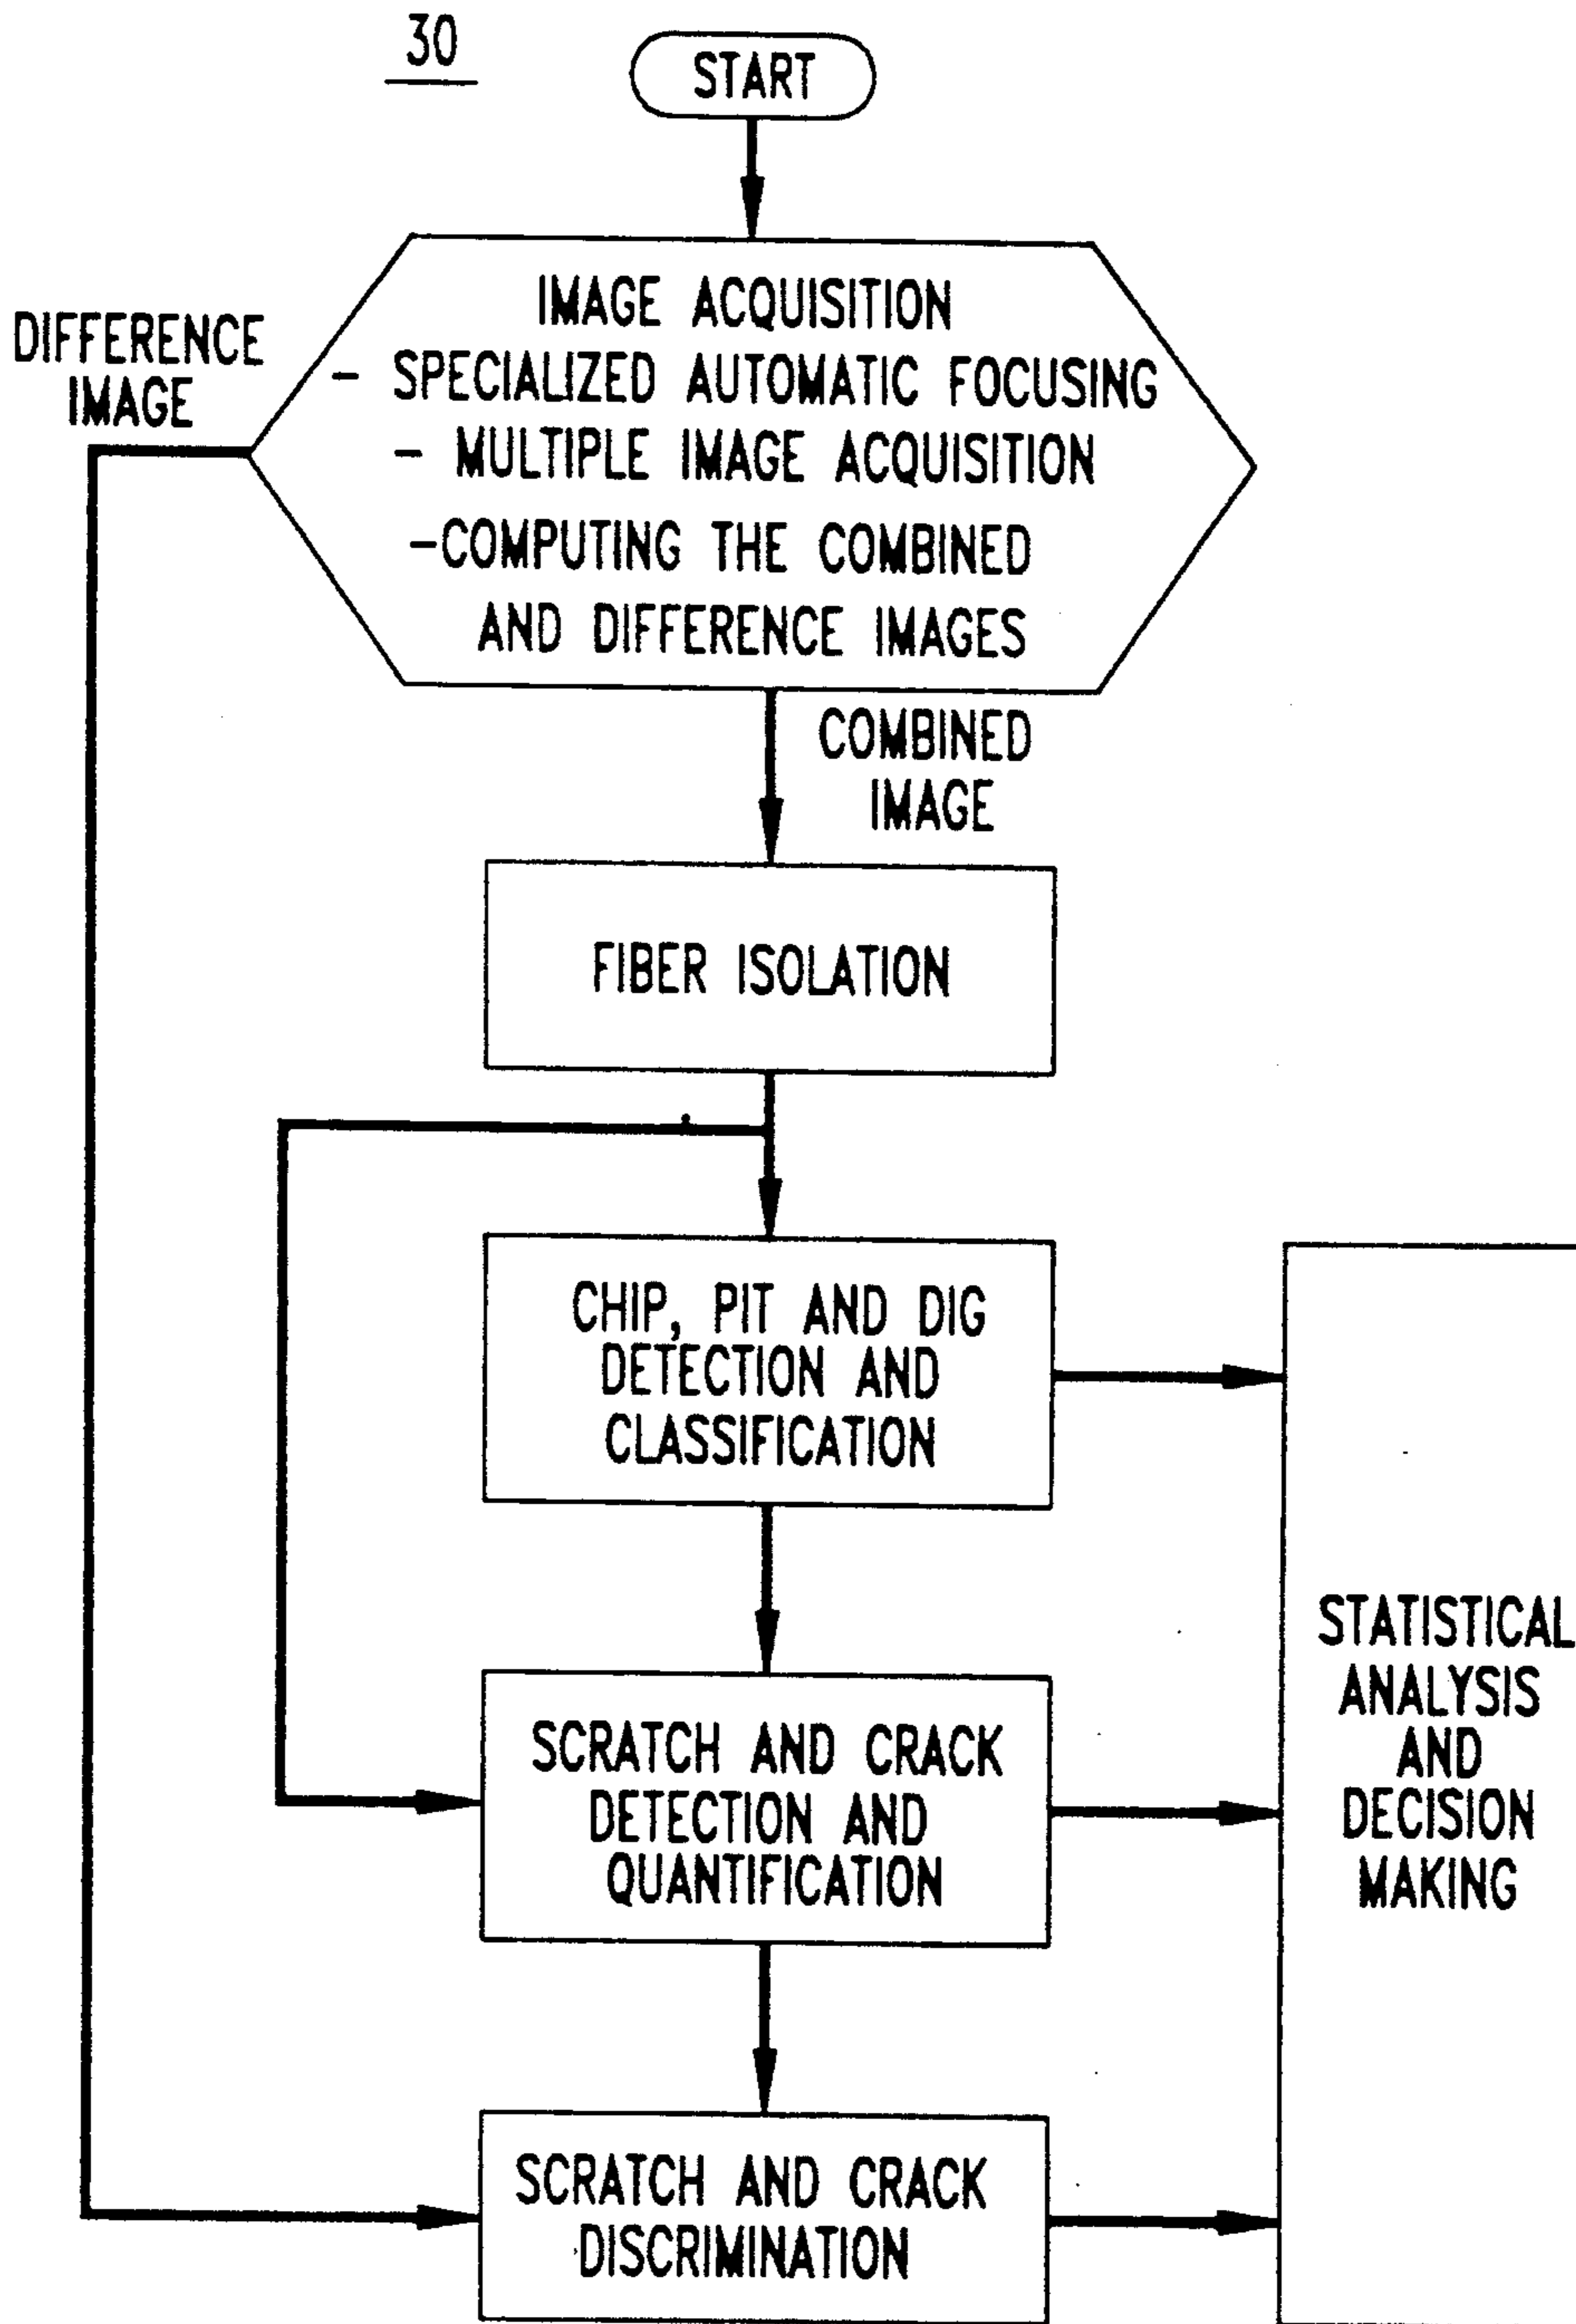 30
START
IMAGE ACQUISITION
- SPECIALIZED AUTOMATIC FOCUSING
- MULTIPLE IMAGE ACQUISITION
-COMPUTING THE COMBINED
AND DIFFERENCE IMAGES
DIFFERENCE
IMAGE
COMBINED
IMAGE
FIBER ISOLATION
CHIP, PIT AND DIG
DETECTION AND
CLASSIFICATION
SCRATCH AND CRACK
DETECTION AND
QUANTIFICATION
SCRATCH AND CRACK
DISCRIMINATION
STATISTICAL
ANALYSIS
AND
DECISION
MAKING